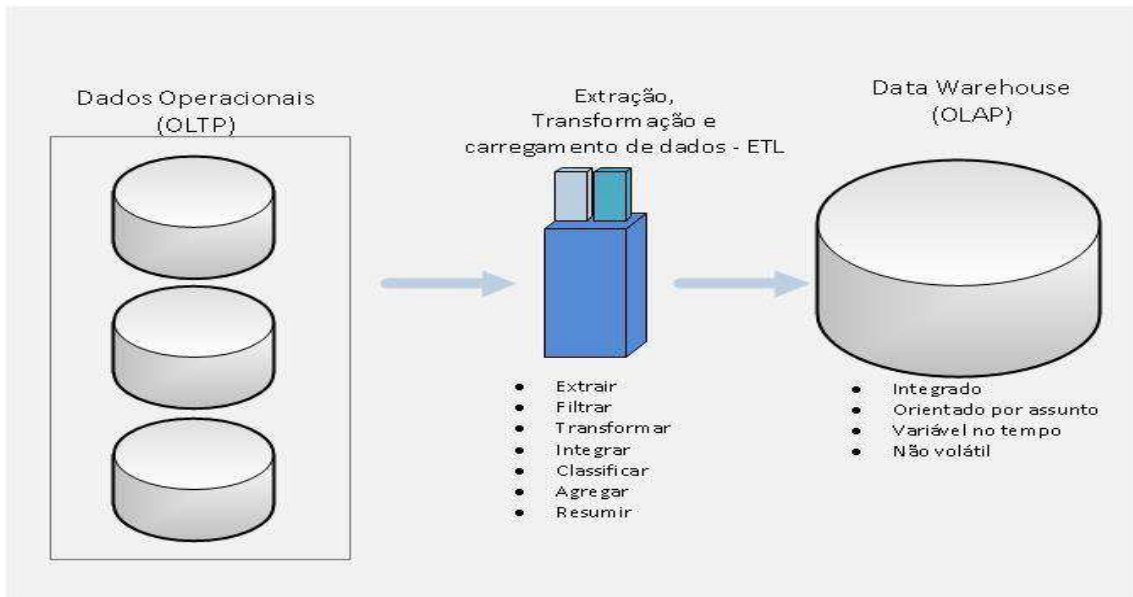 Dados Operacionais
(OLTP)
Extração,
Transformação e
carregamento de dados - ETL
Data Warehouse
(OLAP)
• Extrair
• Filtrar
• Transformar
• Integrar
• Classificar
• Agregar
• Resumir
• Integrado
• Orientado por assunto
• Variável no tempo
• Não volátil